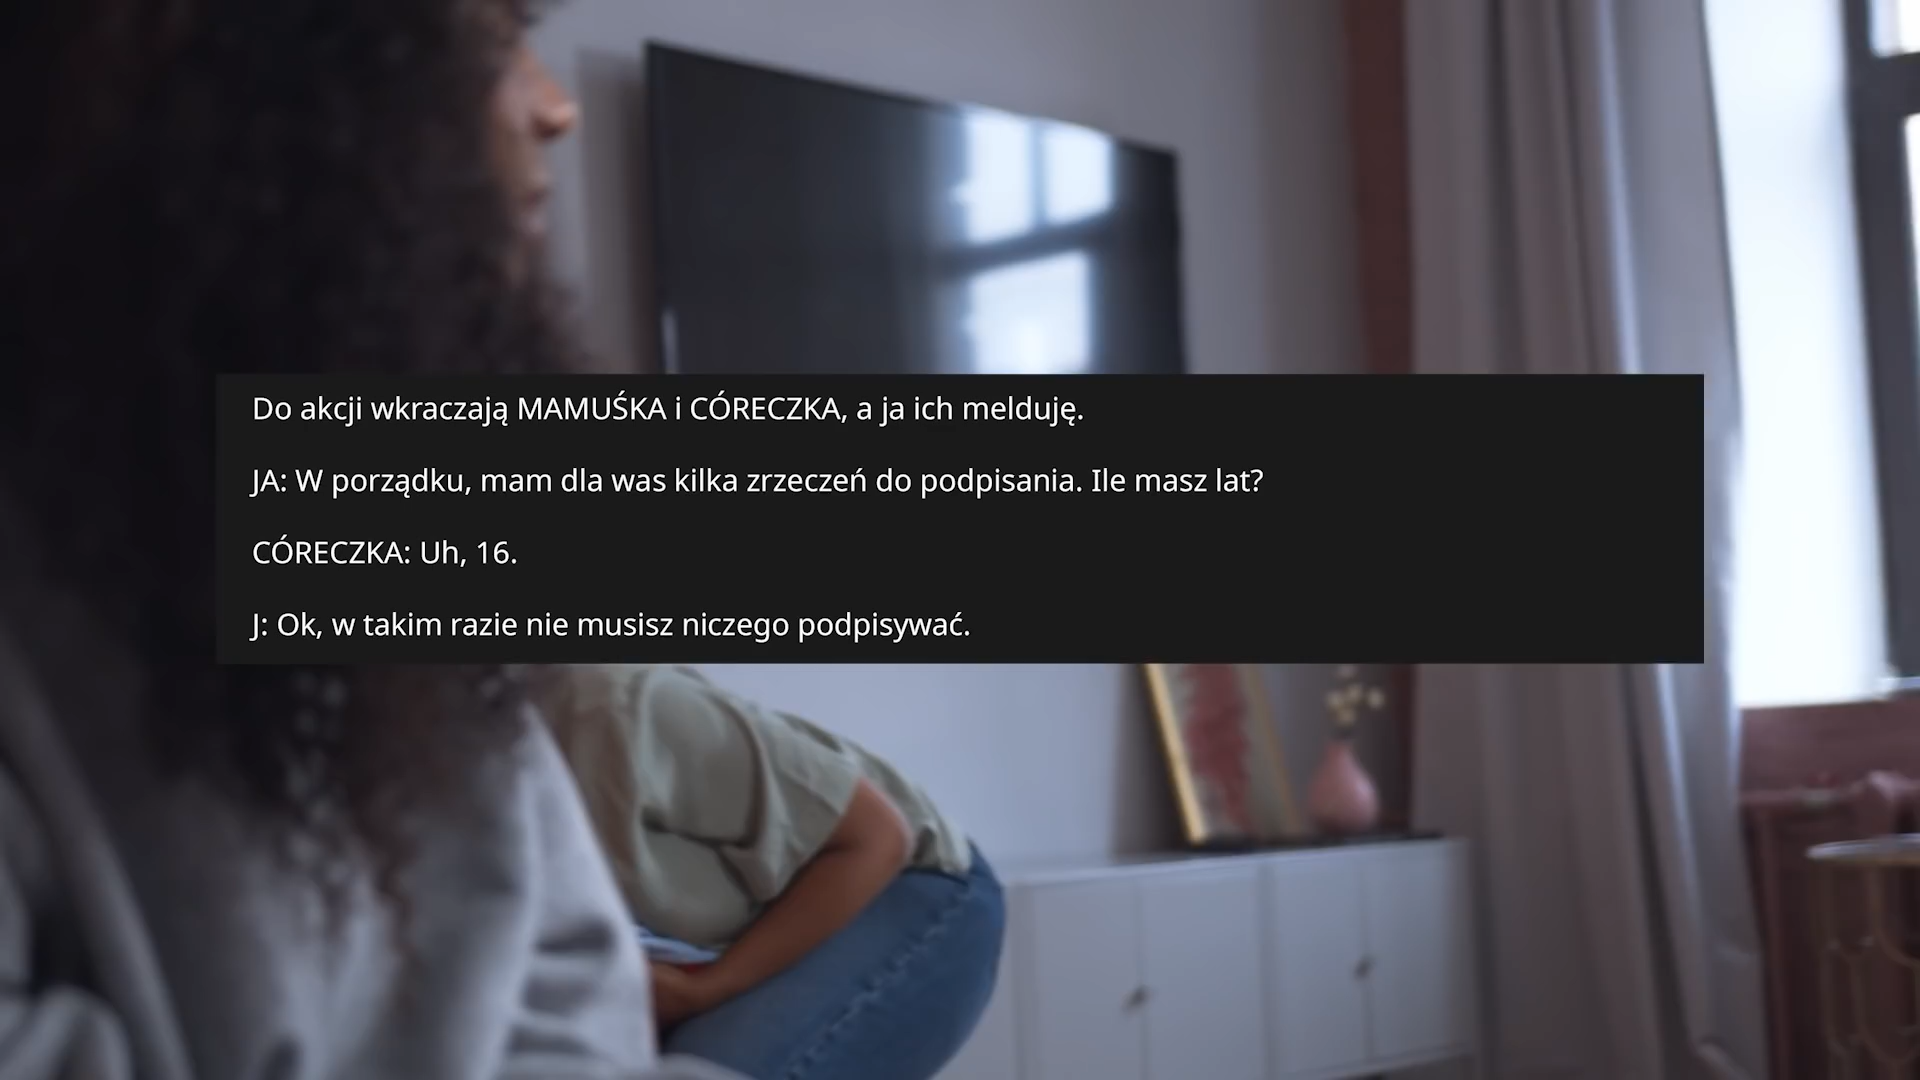 Do akcji wkraczają MAMUŚKA i CÓRECZKA, a ja ich melduję.
JA: W porządku, mam dla was kilka zrzeczeń do podpisania. Ile masz lat?
CÓRECZKA: Uh, 16.
J: Ok, w takim razie nie musisz niczego podpisywać.